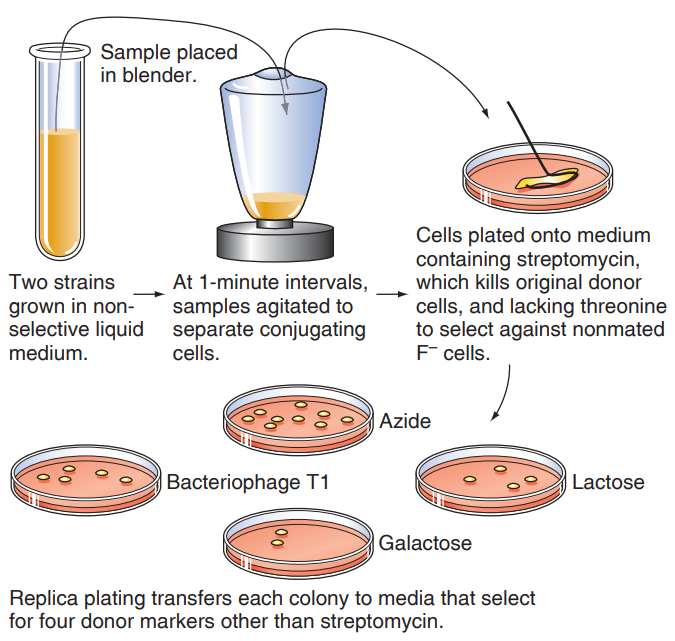 Sample placed
in blender.
Two strains
grown in non-
selective liquid
medium.
At 1-minute intervals,
samples agitated to
separate conjugating
cells.
Cells plated onto medium
containing streptomycin,
which kills original donor
cells, and lacking threonine
to select against nonmated
F⁻ cells.
Azide
Bacteriophage T1
Lactose
Galactose
Replica plating transfers each colony to media that select
for four donor markers other than streptomycin.